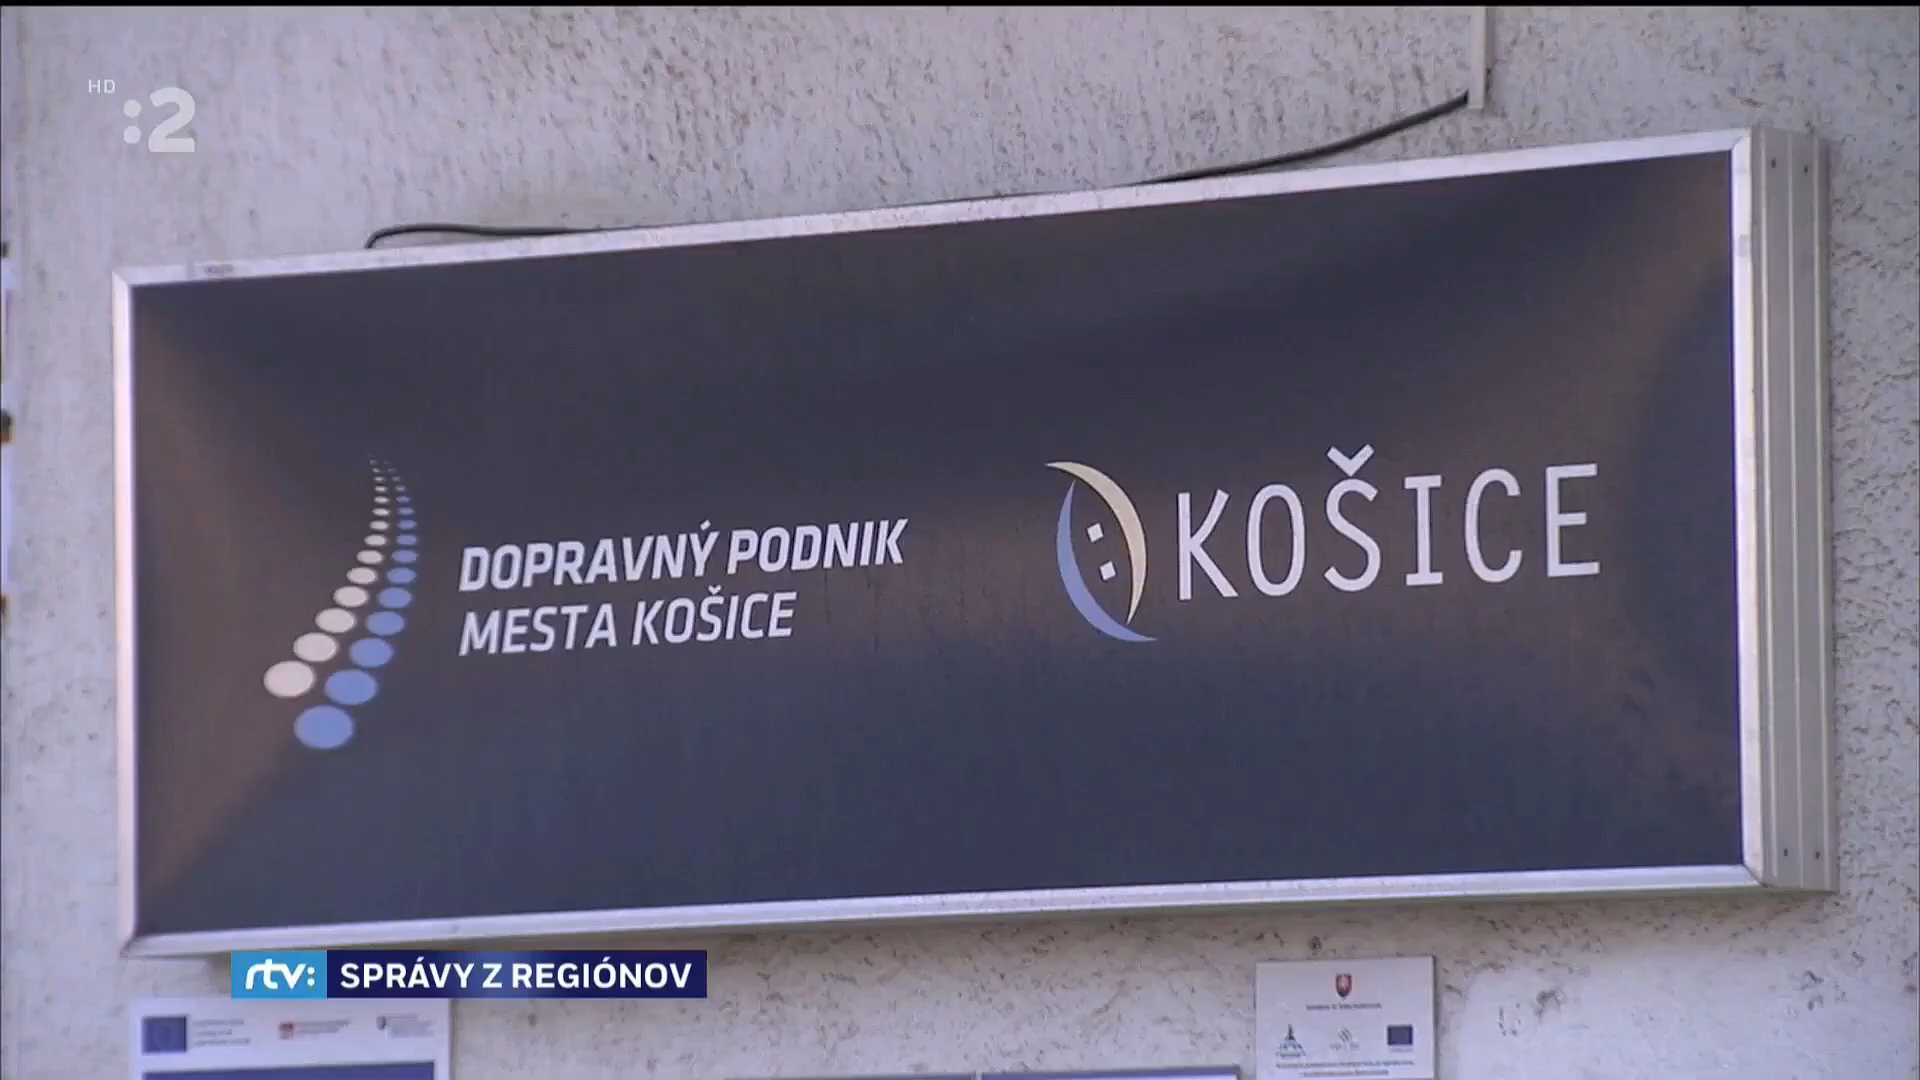 HD
:2
DOPRAVNÝ PODNIK
MESTA KOŠICE
KOŠICE
rtv: SPRÁVY Z REGIÓNOV